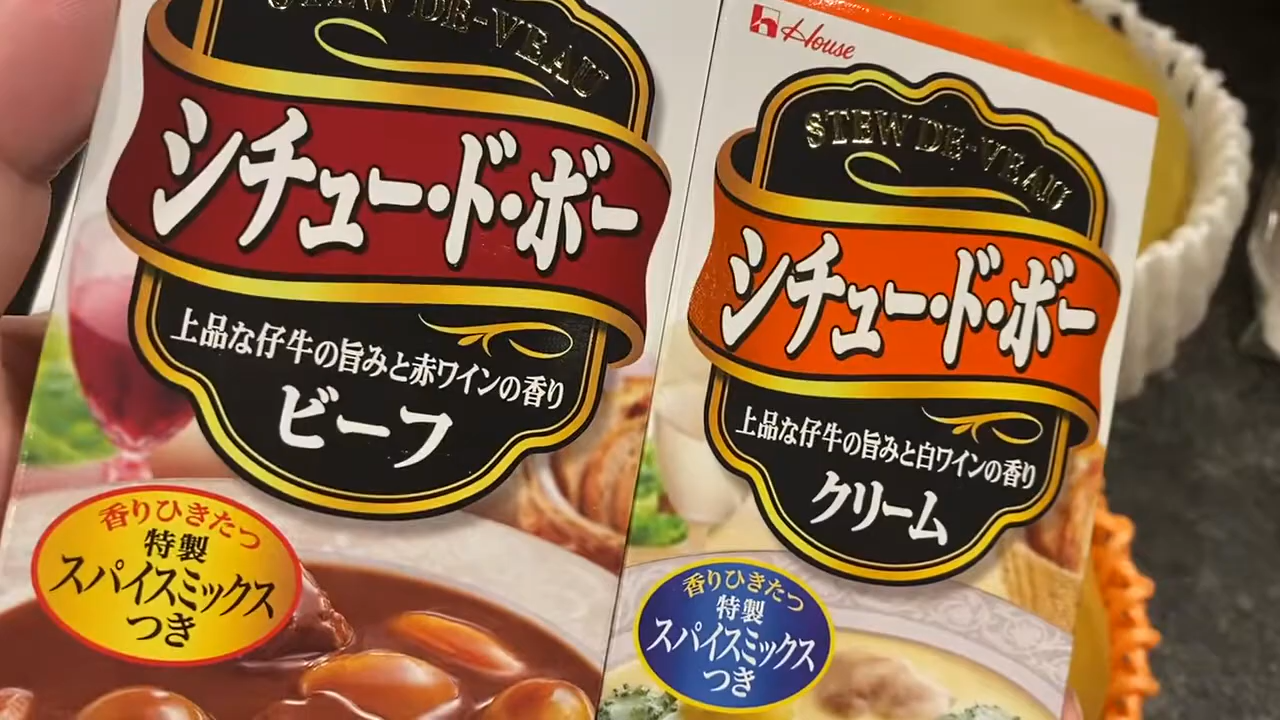 STEW DE-VEAU
シチュー・ド・ボー
上品な仔牛の旨みと赤ワインの香り
ビーフ
香りひきたつ
特製
スパイスミックス
つき
House
STEW DE-VEAU
シチュー・ド・ボー
上品な仔牛の旨みと白ワインの香り
クリーム
香りひきたつ
特製
スパイスミックス
つき